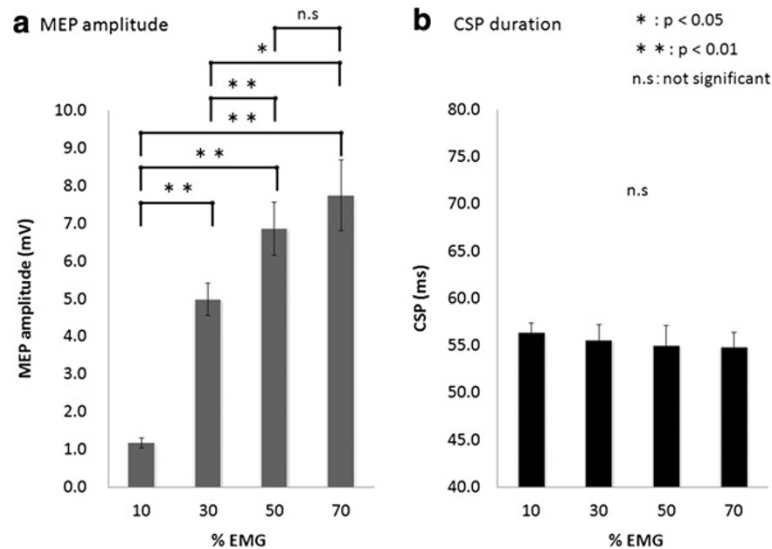 a MEP amplitude
n.s
*
* *
* *
* *
* *
MEP amplitude (mV)
10.0
9.0
8.0
7.0
6.0
5.0
4.0
3.0
2.0
1.0
0.0
10 30 50 70
% EMG
b CSP duration
* : p < 0.05
* * : p < 0.01
n.s: not significant
n.s
CSP (ms)
80.0
75.0
70.0
65.0
60.0
55.0
50.0
45.0
40.0
10 30 50 70
% EMG